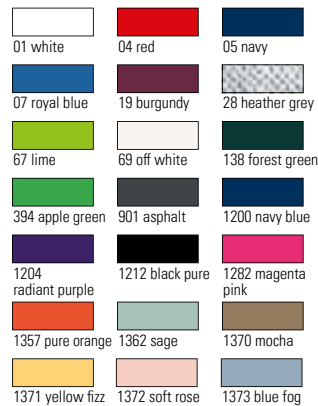 01 white
04 red
05 navy
07 royal blue
19 burgundy
28 heather grey
67 lime
69 off white
138 forest green
394 apple green
901 asphalt
1200 navy blue
1204
radiant purple
1212 black pure
1282 magenta
pink
1357 pure orange
1362 sage
1370 mocha
1371 yellow fizz
1372 soft rose
1373 blue fog